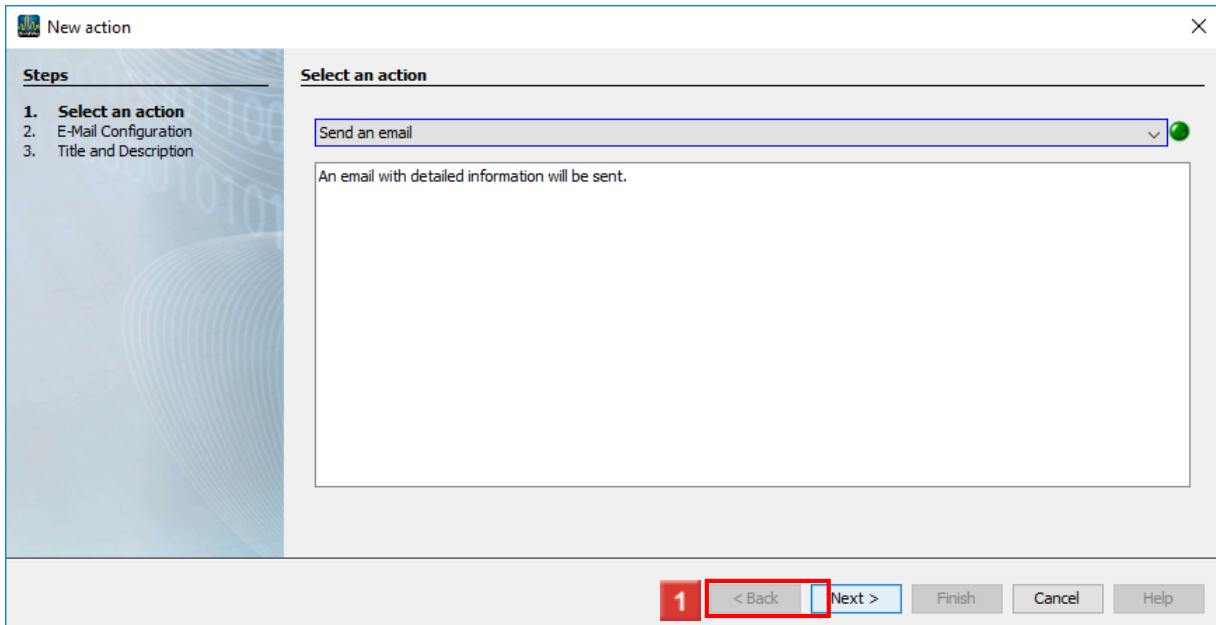 New action
Steps
1. Select an action
2. E-Mail Configuration
3. Title and Description
Select an action
Send an email
An email with detailed information will be sent.
1
< Back
Next >
Finish
Cancel
Help